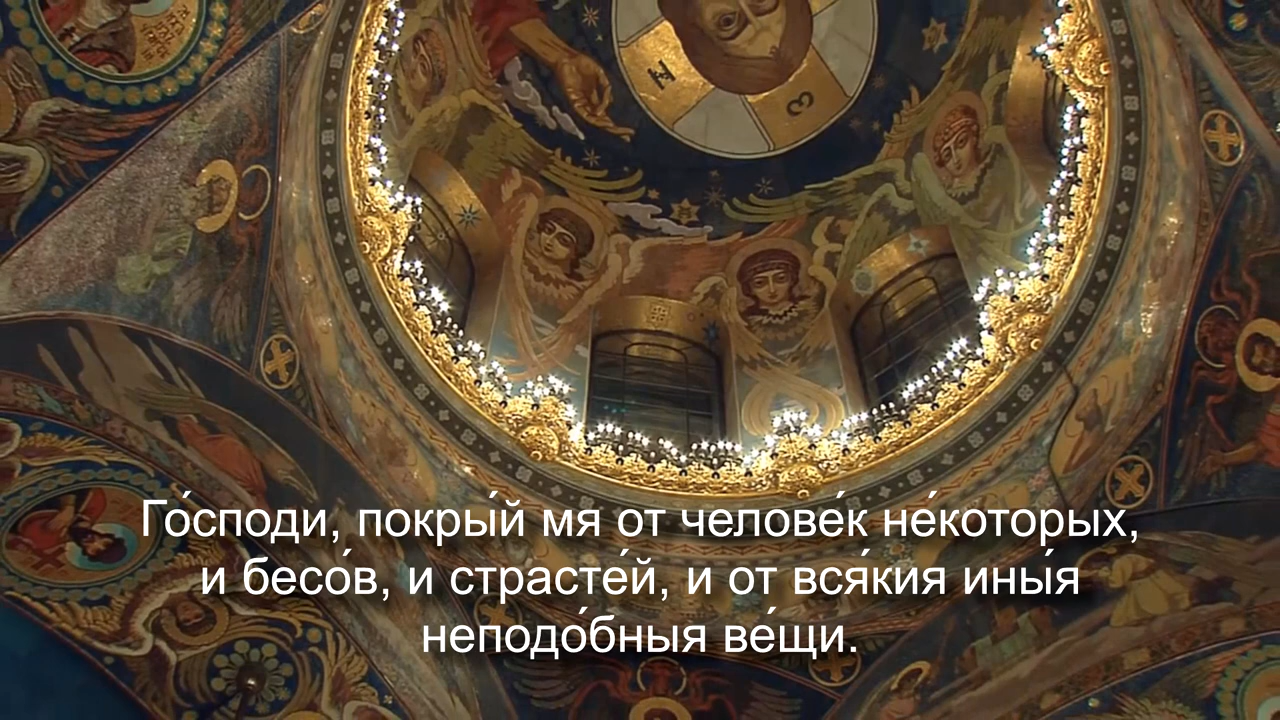 Го́споди, покры́й мя от челове́к не́которых,
и бесо́в, и страсте́й, и от вся́кия ины́я
неподо́бныя ве́щи.